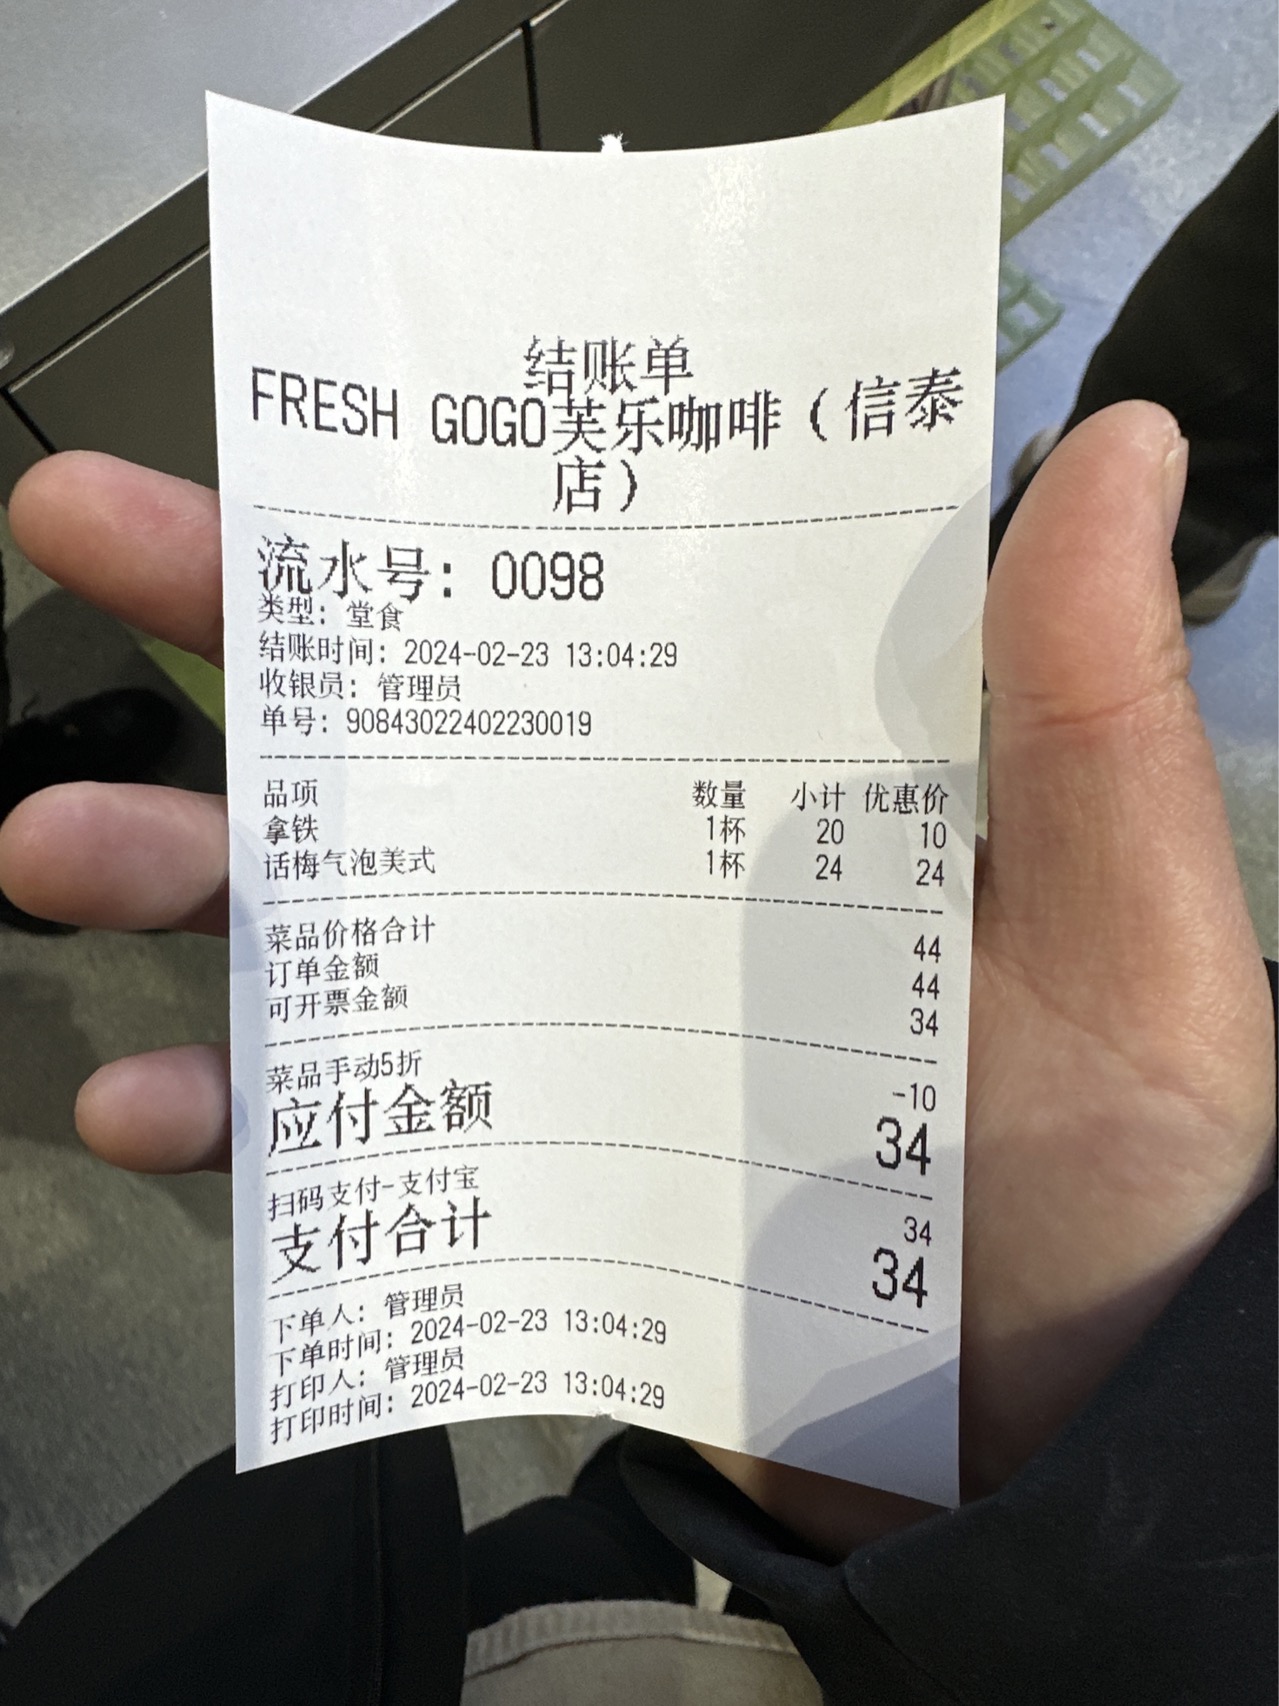 结账单
FRESH GOGO芙乐咖啡（信泰
店）
流水号：0098
类型：堂食
结账时间：2024-02-23 13:04:29
收银员：管理员
单号：90843022402230019
品项 数量 小计 优惠价
拿铁 1杯 20 10
话梅气泡美式 1杯 24 24
菜品价格合计 44
订单金额 44
可开票金额 34
菜品手动5折 -10
应付金额 34
扫码支付-支付宝 34
支付合计 34
下单人：管理员
下单时间：2024-02-23 13:04:29
打印人：管理员
打印时间：2024-02-23 13:04:29